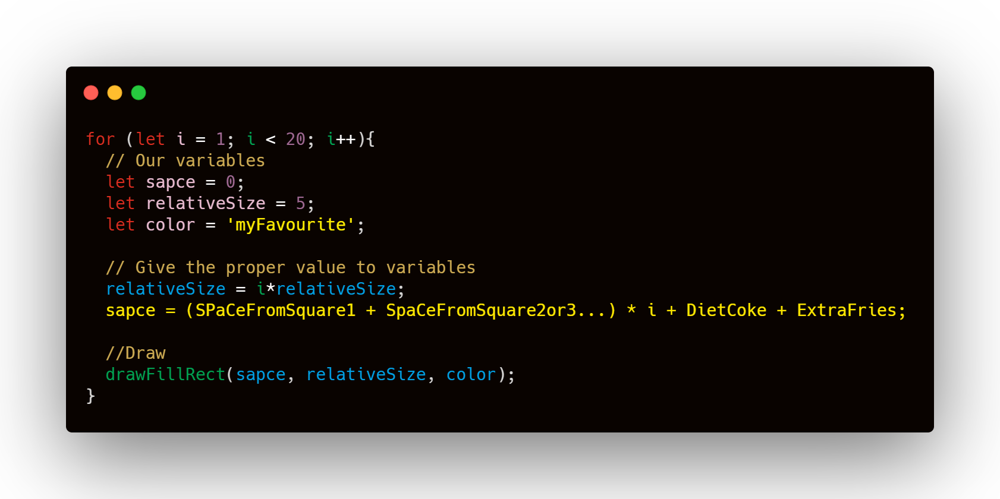 for (let i = 1; i < 20; i++){
// Our variables
let sapce = 0;
let relativeSize = 5;
let color = 'myFavourite';
// Give the proper value to variables
relativeSize = i*relativeSize;
sapce = (SPaCeFromSquare1 + SpaCeFromSquare2or3...) * i + DietCoke + ExtraFries;
//Draw
drawFillRect(sapce, relativeSize, color);
}